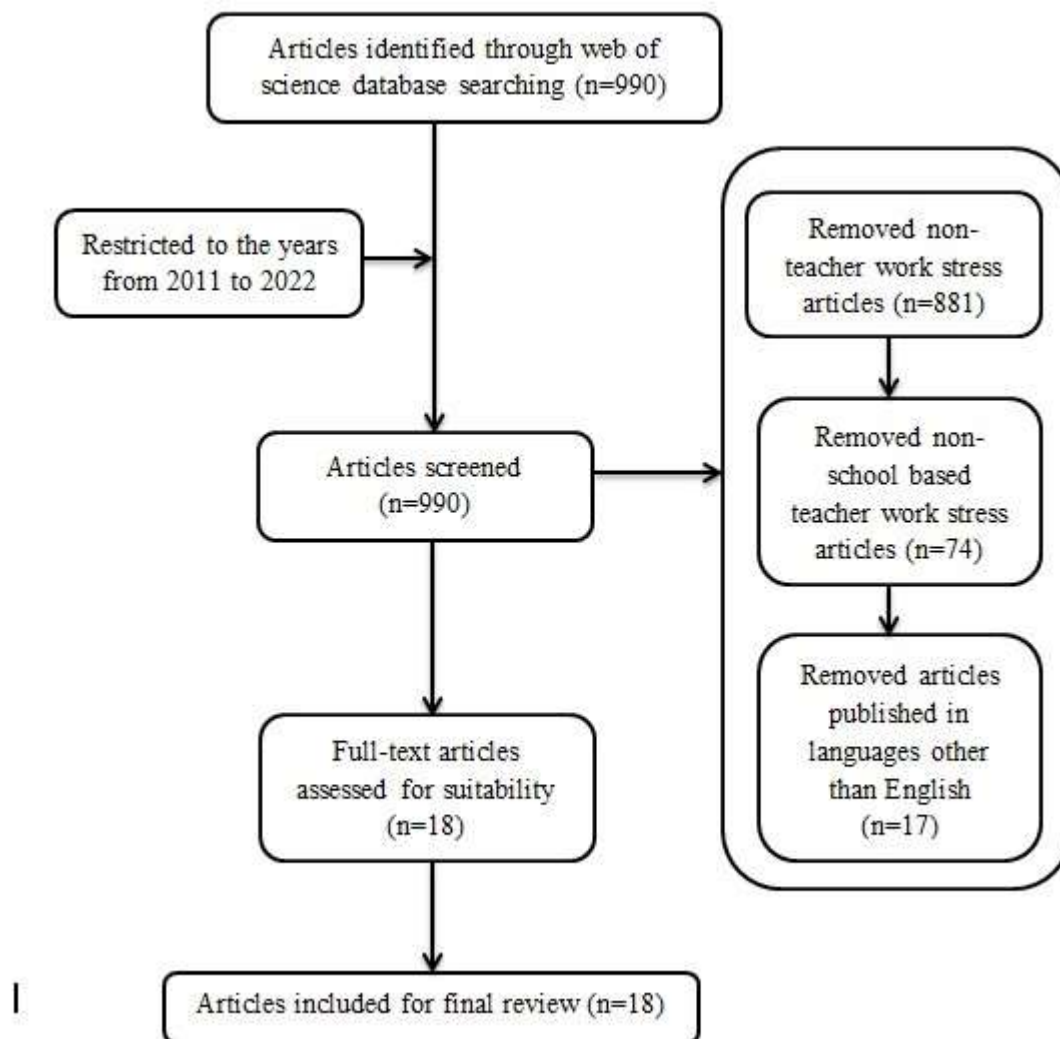 Articles identified through web of
science database searching (n=990)
Restricted to the years
from 2011 to 2022
Articles screened
(n=990)
Removed non-
teacher work stress
articles (n=881)
Removed non-
school based
teacher work stress
articles (n=74)
Removed articles
published in
languages other
than English
(n=17)
Full-text articles
assessed for suitability
(n=18)
Articles included for final review (n=18)